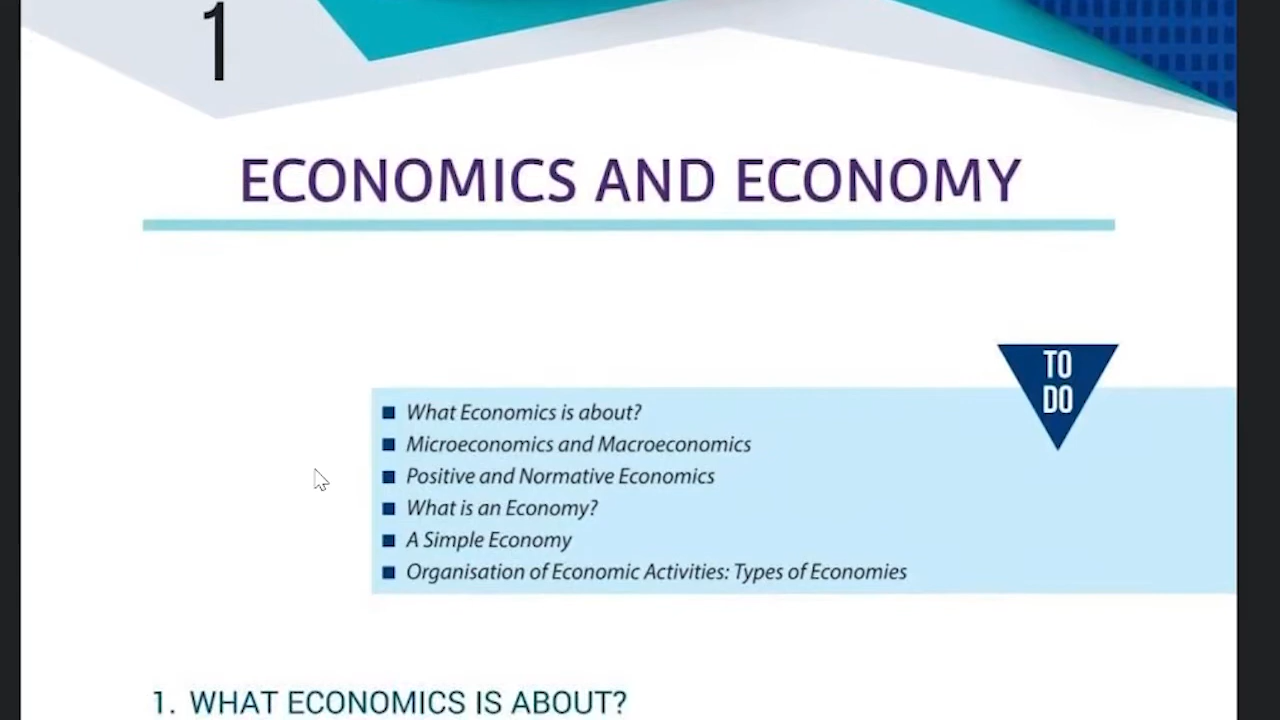 1
ECONOMICS AND ECONOMY
TO
DO
What Economics is about?
Microeconomics and Macroeconomics
Positive and Normative Economics
What is an Economy?
A Simple Economy
Organisation of Economic Activities: Types of Economies
1. WHAT ECONOMICS IS ABOUT?